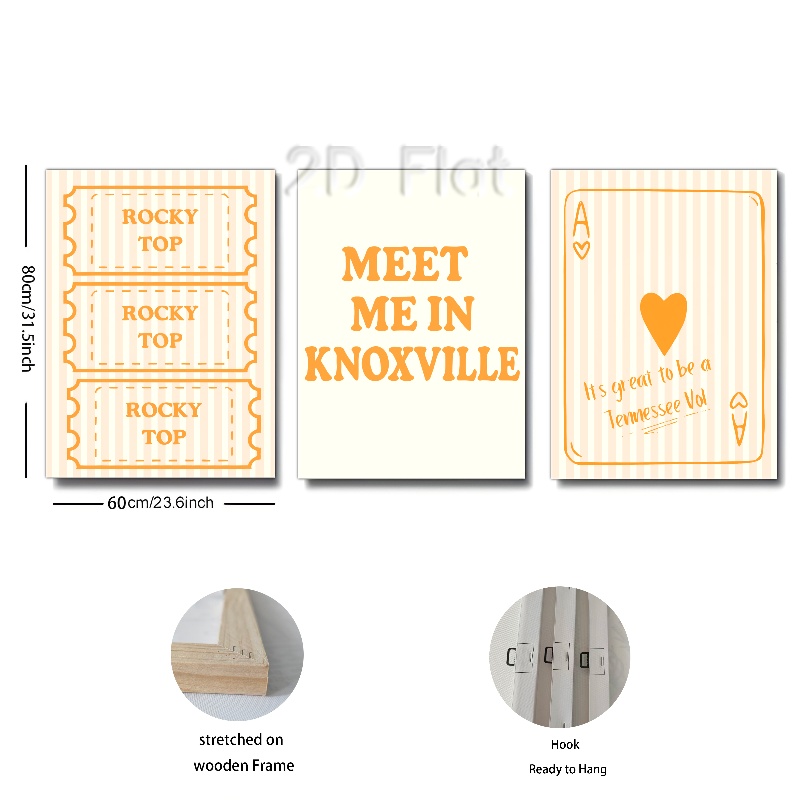 2D Flat
80cm/31.5inch
ROCKY
TOP
ROCKY
TOP
ROCKY
TOP
60cm/23.6inch
MEET
ME IN
KNOXVILLE
A
It's great to be a
Tennessee Vol
A
stretched on
wooden Frame
Hook
Ready to Hang